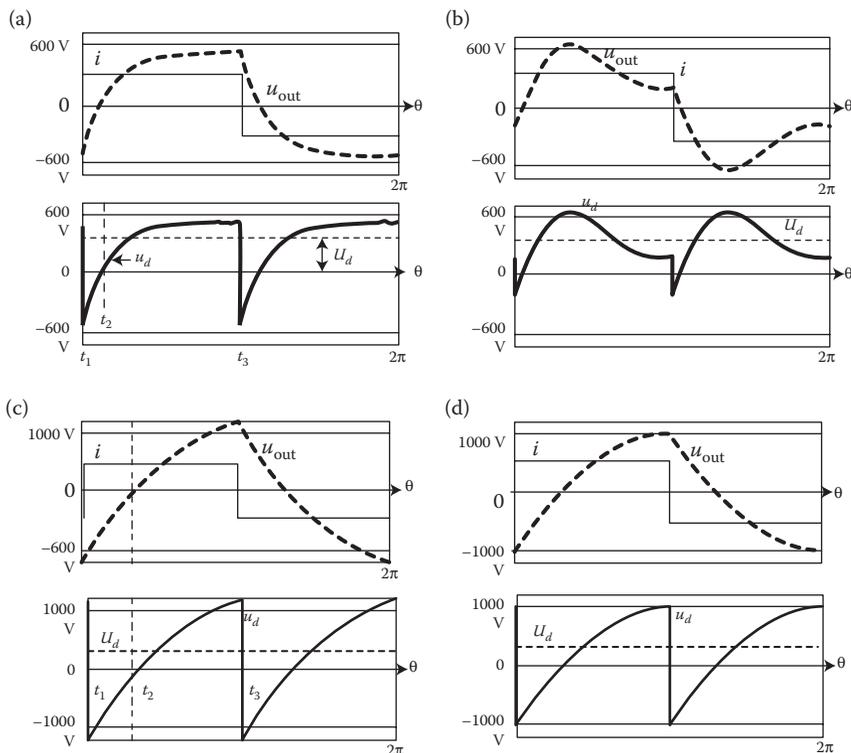 (a)
600 V
i
u_out
0
θ
−600
V
2π
600
V
u_d
U_d
0
θ
t_2
−600
V
t_1
t_3
2π
(b)
600 V
u_out
i
0
θ
−600
V
2π
600
V
u_d
U_d
0
θ
−600
V
2π
(c)
1000 V
i
u_out
0
θ
−600
V
2π
1000
V
U_d
u_d
0
θ
t_1
t_2
t_3
−1000
V
2π
(d)
1000 V
i
u_out
0
θ
−1000
V
1000
V
U_d
u_d
0
θ
−1000
V
2π